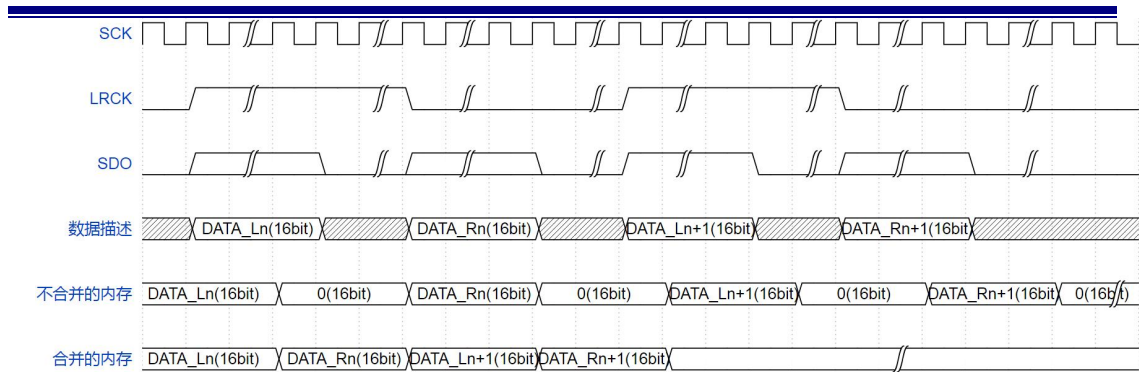 SCK
LRCK
SDO
数据描述 DATA_Ln(16bit) DATA_Rn(16bit) DATA_Ln+1(16bit) DATA_Rn+1(16bit)
不合并的内存 DATA_Ln(16bit) 0(16bit) DATA_Rn(16bit) 0(16bit) DATA_Ln+1(16bit) 0(16bit) DATA_Rn+1(16bit) 0(16bit)
合并的内存 DATA_Ln(16bit) DATA_Rn(16bit) DATA_Ln+1(16bit) DATA_Rn+1(16bit)